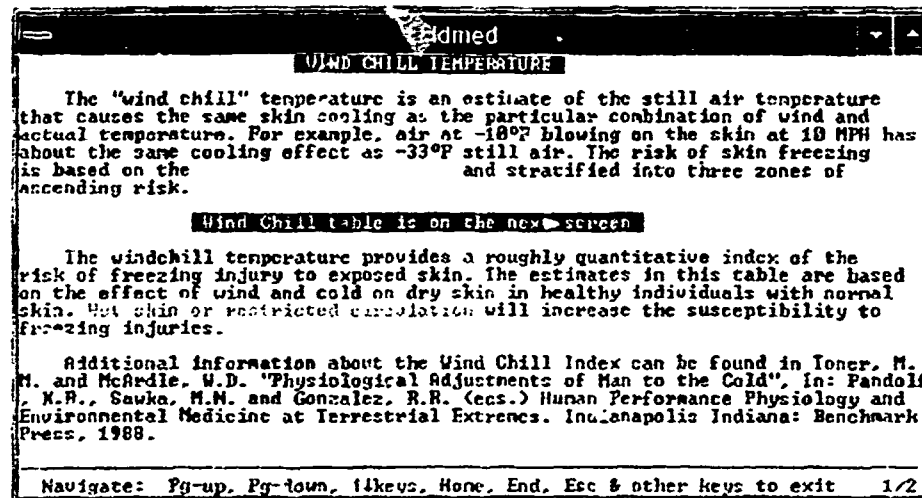 Coldmed
WIND CHILL TEMPERATURE
The "wind chill" temperature is an estimate of the still air temperature
that causes the same skin cooling as the particular combination of wind and
actual temperature. For example, air at -10ºF blowing on the skin at 10 MPH has
about the same cooling effect as -33ºF still air. The risk of skin freezing
is based on the and stratified into three zones of
ascending risk.
Wind Chill table is on the next screen
The windchill temperature provides a roughly quantitative index of the
risk of freezing injury to exposed skin. The estimates in this table are based
on the effect of wind and cold on dry skin in healthy individuals with normal
skin. Wet skin or restricted circulation will increase the susceptibility to
freezing injuries.
Additional information about the Wind Chill Index can be found in Toner, M.
M. and McArdle, W.D. "Physiological Adjustments of Man to the Cold", In: Pandolf
, K.B., Sawka, M.N. and Gonzalez, R.R. (ecs.) Human Performance Physiology and
Environmental Medicine at Terrestrial Extremes. Indianapolis Indiana: Benchmark
Press, 1988.
Navigate: Pg-up, Pg-down, Home, End, Esc & other keys to exit 1/2